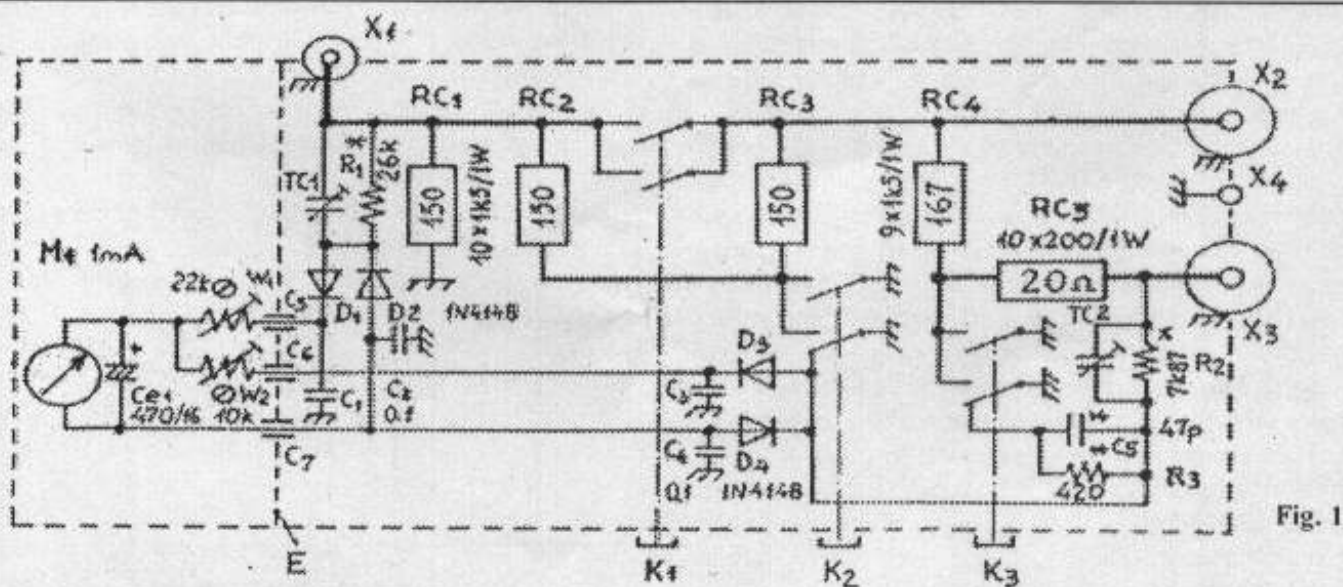 X1
X2
RC1
RC2
RC3
RC4
TC1
R1*
26k
150
10x1k5/1W
150
150
9x1k5/1W
167
X4
RC5
10x200/1W
20Ω
M1 1mA
22kØ
W1
C5
D1
D2
1N4148
TC2
*
R2
7k87
X3
C6
D3
Ce1
470/16
ØW2
10k
C1
C2
0.1
C3
47p
* C5
C7
C4
0.1
D4
1N4148
420
R3
E
K1
K2
K3
Fig. 1